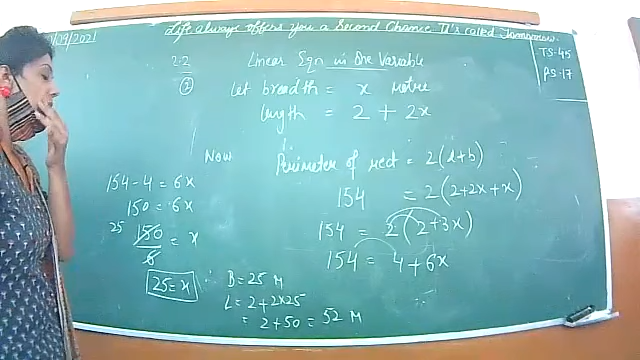 /09/2021
Life always offers you a Second Chance It's called Tomorrow.
TS-45
PS-17
2.2
Linear Eqn in One Variable
② let breadth = x metre
length = 2 + 2x
Now Perimeter of rect = 2(l+b)
154 = 2(2+2x+x)
154 = 2(2+3x)
154 = 4+6x
154-4 = 6x
150 = 6x
25
150/6 = x
25 = x
∴ B = 25 M
L = 2+2×25
= 2+50 = 52 M